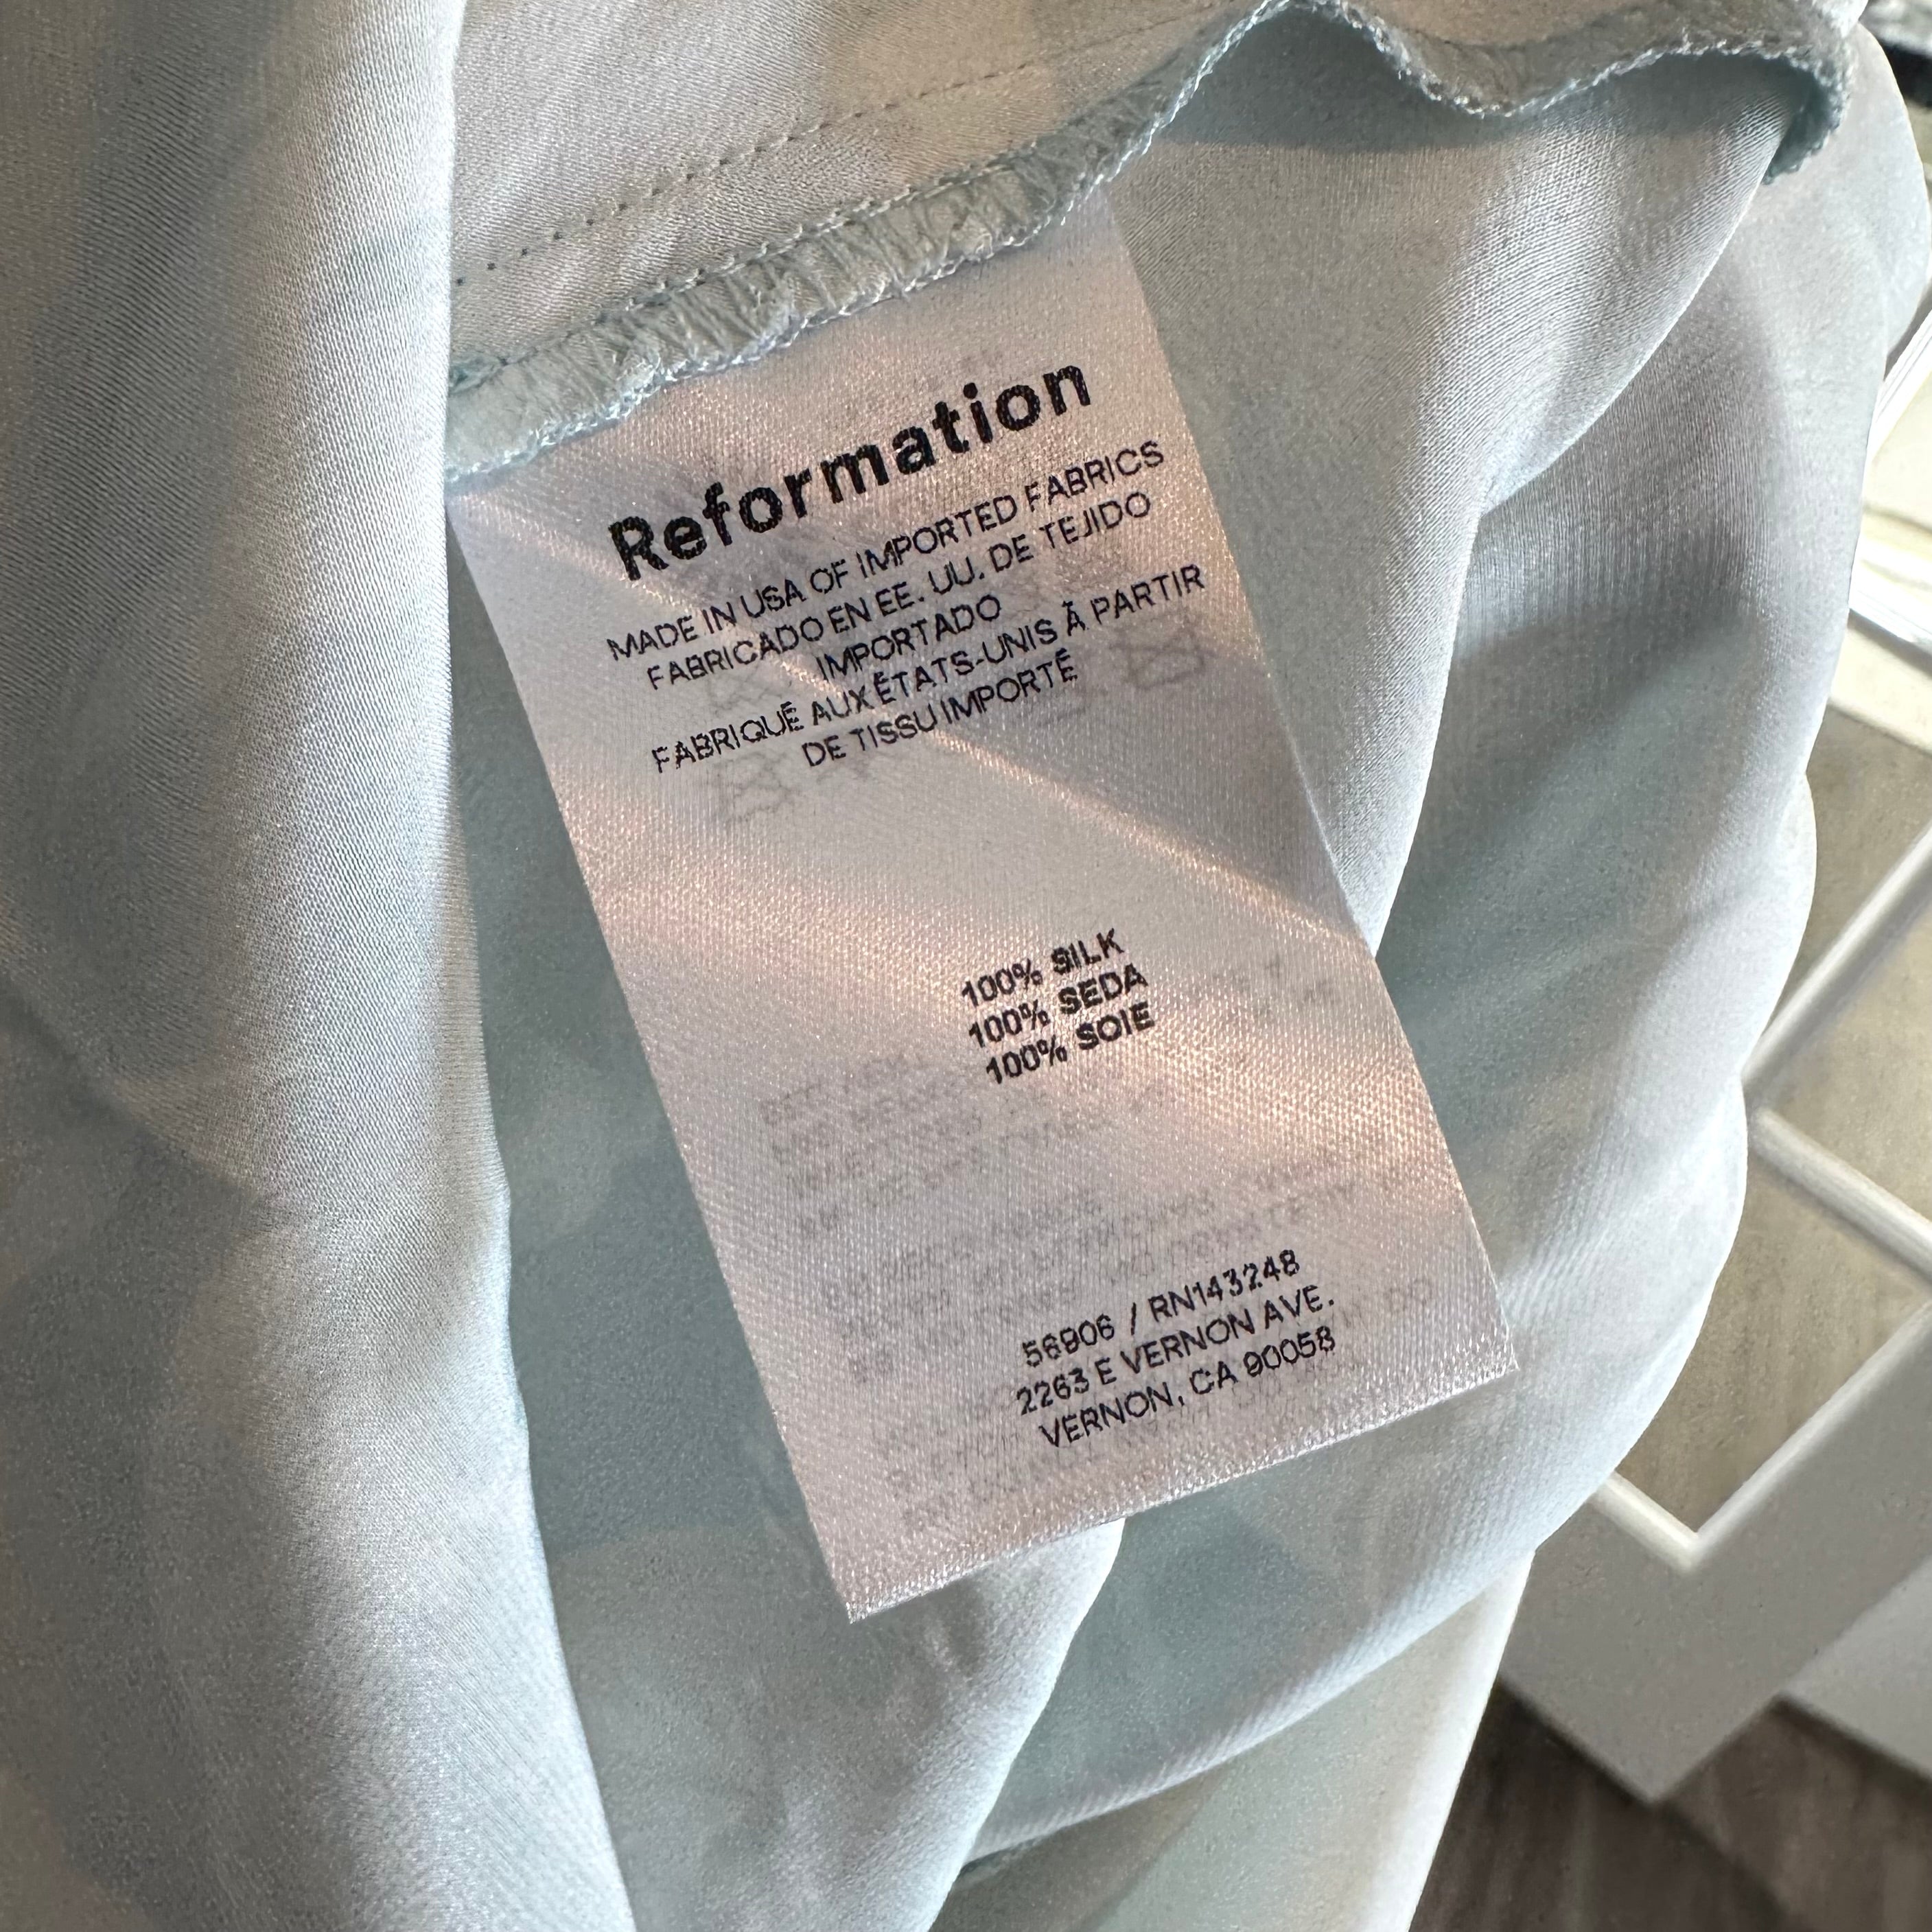 Reformation
MADE IN USA OF IMPORTED FABRICS
FABRICADO EN EE. UU. DE TEJIDO
IMPORTADO
FABRIQUÉ AUX ÉTATS-UNIS À PARTIR
DE TISSU IMPORTÉ
100% SILK
100% SEDA
100% SOIE
56906 / RN143248
2263 E VERNON AVE.
VERNON, CA 90058